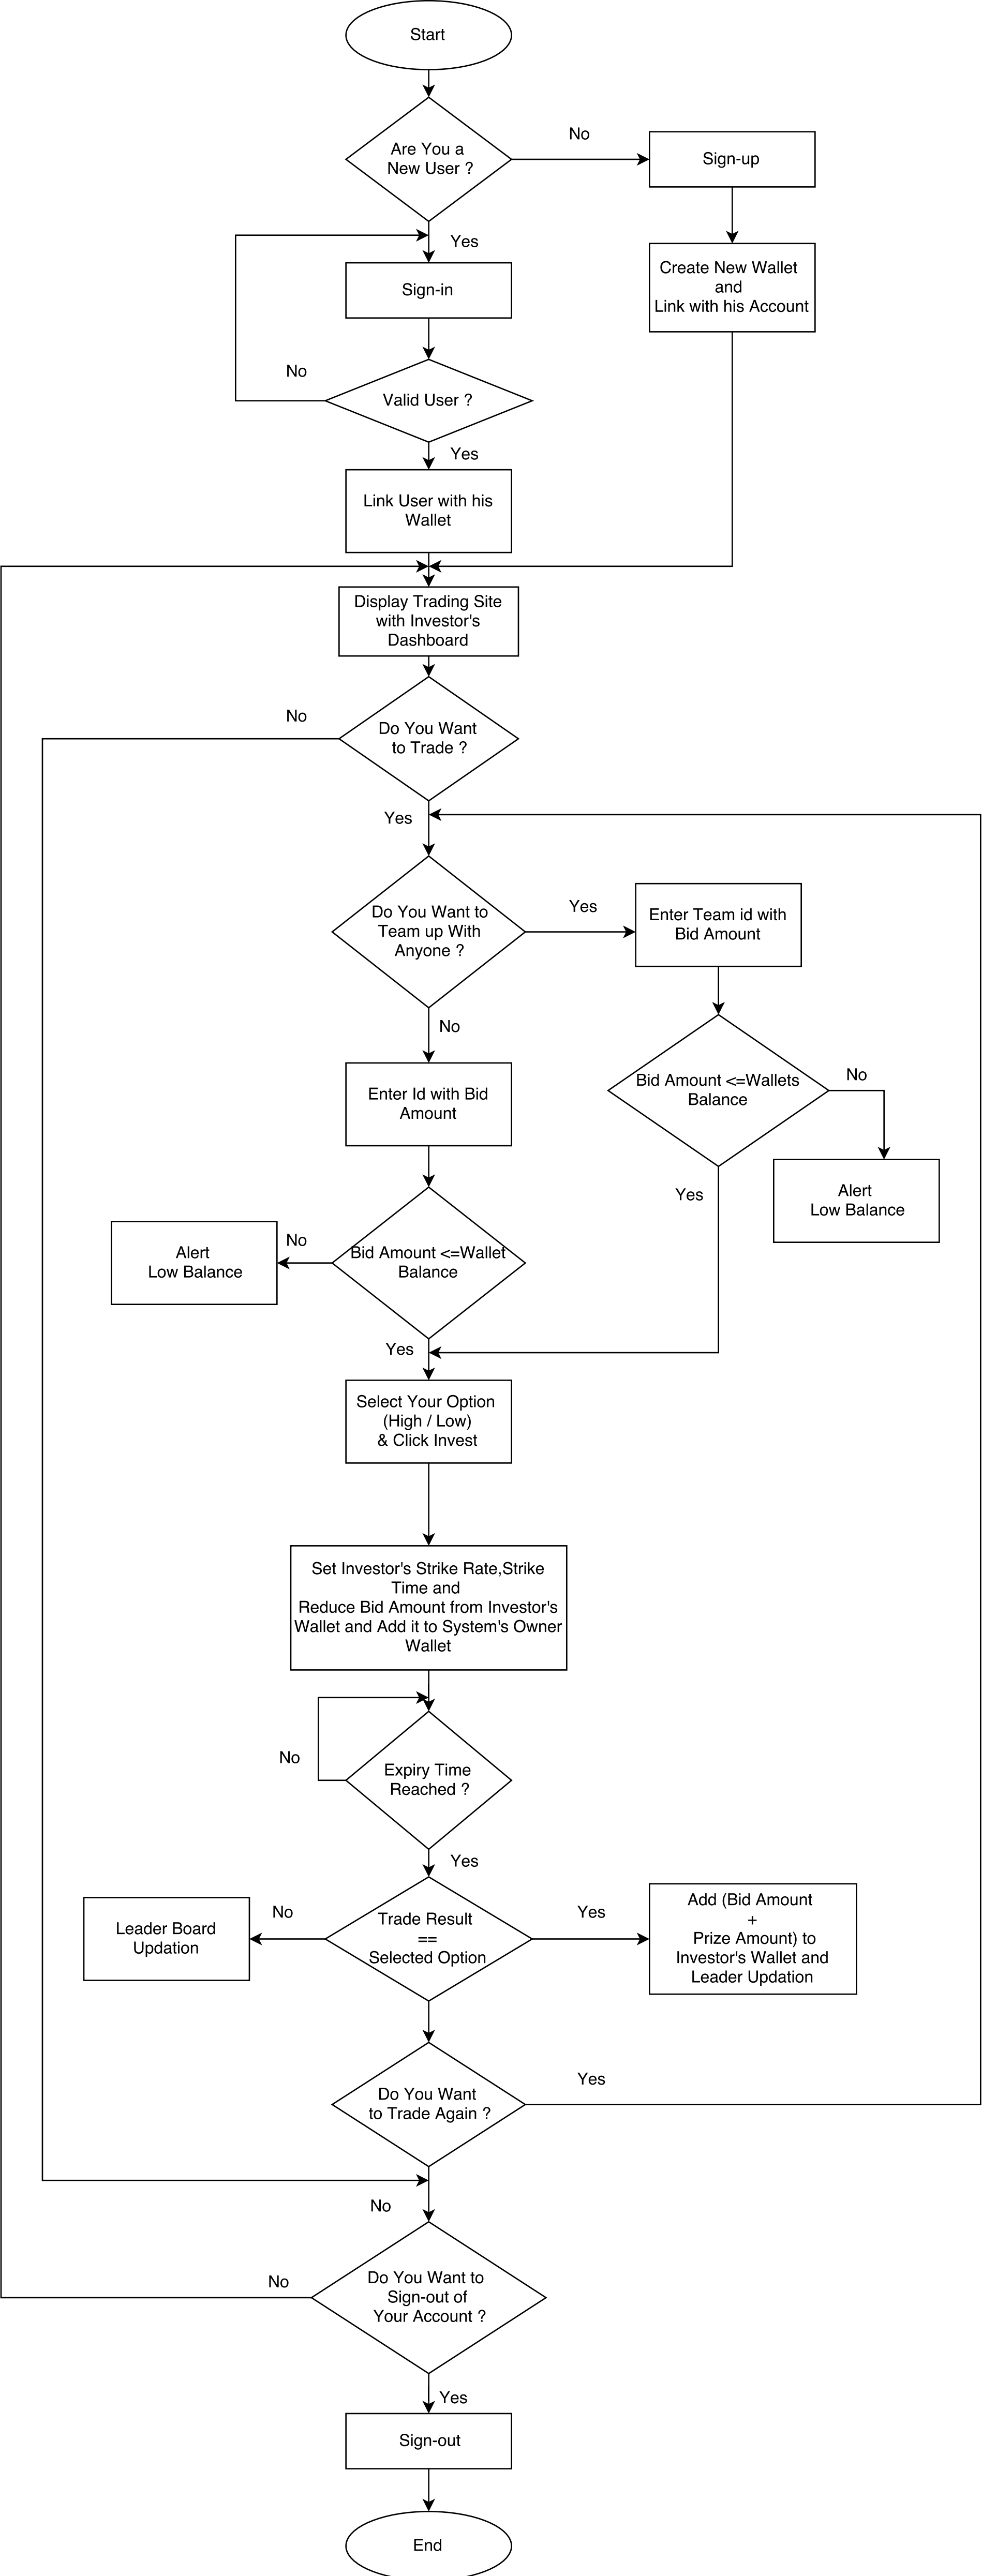 Start
Are You a
New User ?
No
Sign-up
Yes
Create New Wallet
and
Link with his Account
Sign-in
No
Valid User ?
Yes
Link User with his
Wallet
Display Trading Site
with Investor's
Dashboard
No
Do You Want
to Trade ?
Yes
Do You Want to
Team up With
Anyone ?
Yes
Enter Team id with
Bid Amount
No
Bid Amount <=Wallets
Balance
No
Enter Id with Bid
Amount
Yes
Alert
Low Balance
No
Alert
Low Balance
Bid Amount <=Wallet
Balance
Yes
Select Your Option
(High / Low)
& Click Invest
Set Investor's Strike Rate,Strike
Time and
Reduce Bid Amount from Investor's
Wallet and Add it to System's Owner
Wallet
No
Expiry Time
Reached ?
Yes
Leader Board
Updation
No
Trade Result
==
Selected Option
Yes
Add (Bid Amount
+
Prize Amount) to
Investor's Wallet and
Leader Updation
Do You Want
to Trade Again ?
Yes
No
No
Do You Want to
Sign-out of
Your Account ?
Yes
Sign-out
End